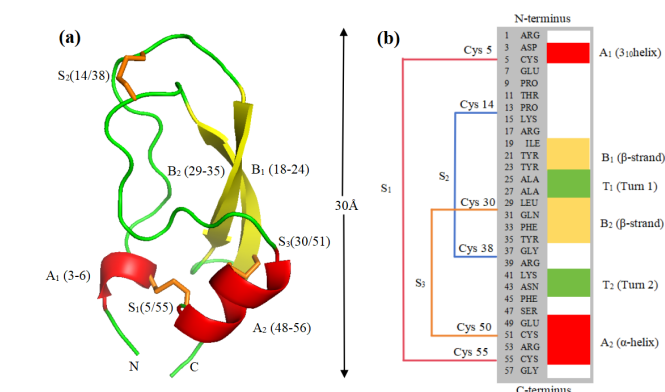 (a)
S2(14/38)
B2 (29-35)
B1 (18-24)
30Å
S3(30/51)
A1 (3-6)
S1(5/55)
A2 (48-56)
N
C
(b)
N-terminus
1 ARG
3 ASP
5 CYS
7 GLU
9 PRO
11 THR
13 PRO
15 LYS
17 ARG
19 ILE
21 TYR
23 TYR
25 ALA
27 ALA
29 LEU
31 GLN
33 PHE
35 TYR
37 GLY
39 ARG
41 LYS
43 ASN
45 PHE
47 SER
49 GLU
51 CYS
53 ARG
55 CYS
57 GLY
C-terminus
Cys 5
Cys 14
Cys 30
Cys 38
Cys 50
Cys 55
S1
S2
S3
A1 (310helix)
B1 (β-strand)
T1 (Turn 1)
B2 (β-strand)
T2 (Turn 2)
A2 (α-helix)